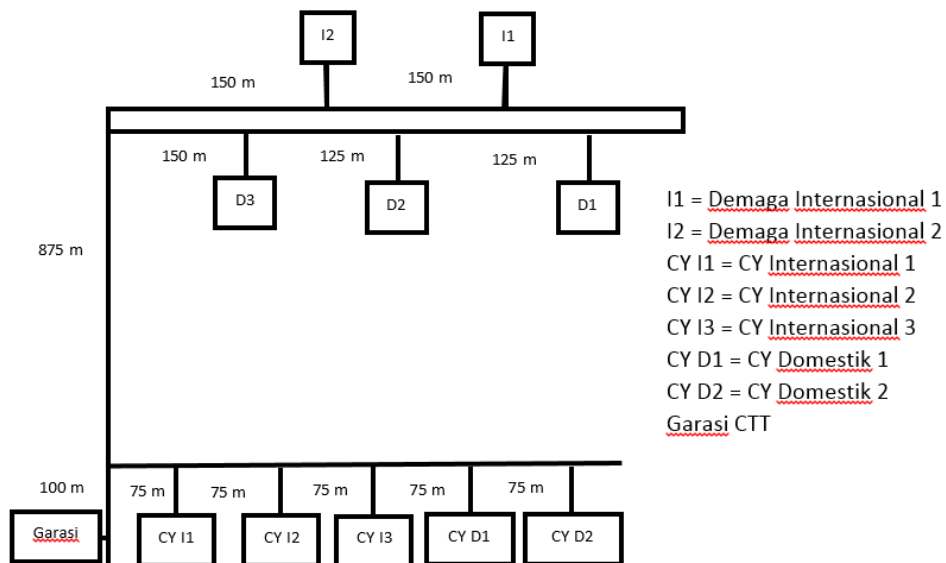 I2
I1
150 m
150 m
150 m
125 m
125 m
D3
D2
D1
875 m
I1 = Demaga Internasional 1
I2 = Demaga Internasional 2
CY I1 = CY Internasional 1
CY I2 = CY Internasional 2
CY I3 = CY Internasional 3
CY D1 = CY Domestik 1
CY D2 = CY Domestik 2
Garasi CTT
100 m
75 m
75 m
75 m
75 m
75 m
Garasi
CY I1
CY I2
CY I3
CY D1
CY D2